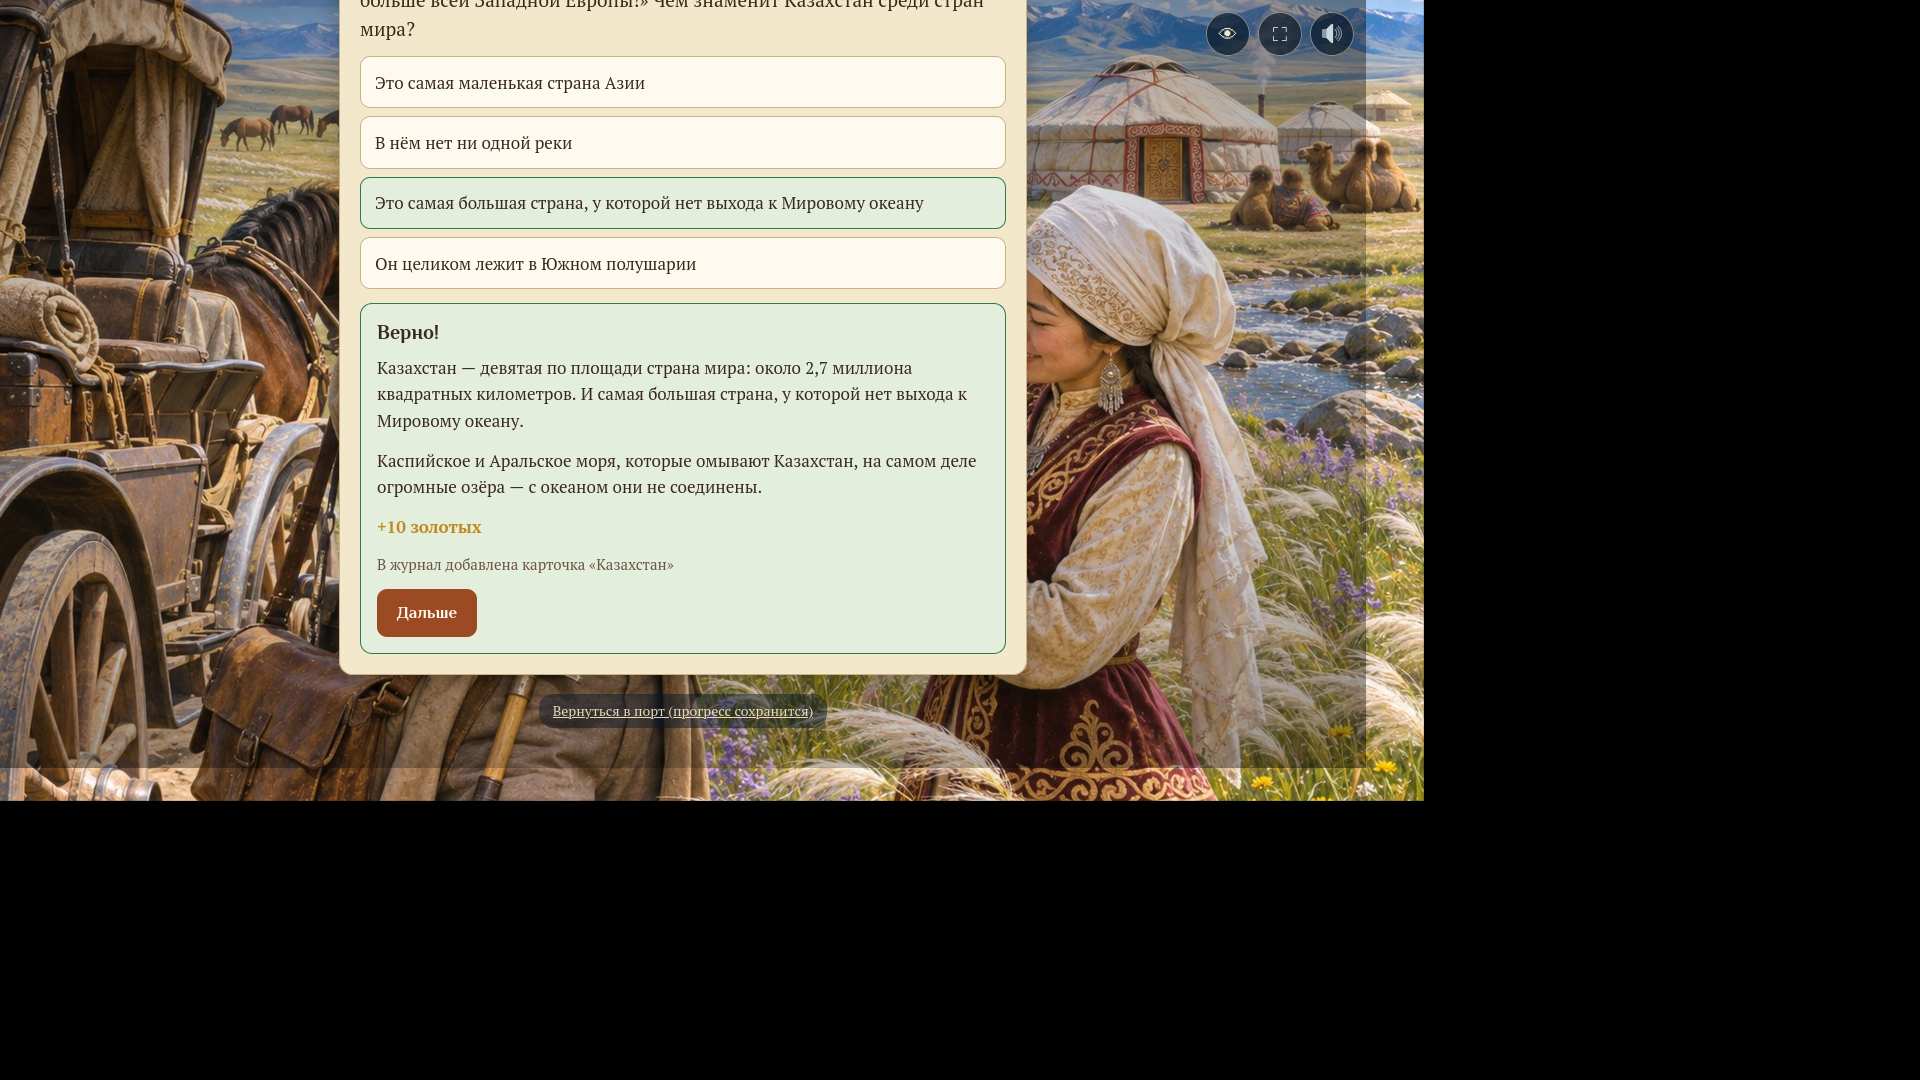 больше всей Западной Европы!» Чем знаменит Казахстан среди стран
мира?
Это самая маленькая страна Азии
В нём нет ни одной реки
Это самая большая страна, у которой нет выхода к Мировому океану
Он целиком лежит в Южном полушарии
Верно!
Казахстан — девятая по площади страна мира: около 2,7 миллиона
квадратных километров. И самая большая страна, у которой нет выхода к
Мировому океану.
Каспийское и Аральское моря, которые омывают Казахстан, на самом деле
огромные озёра — с океаном они не соединены.
+10 золотых
В журнал добавлена карточка «Казахстан»
Дальше
Вернуться в порт (прогресс сохранится)